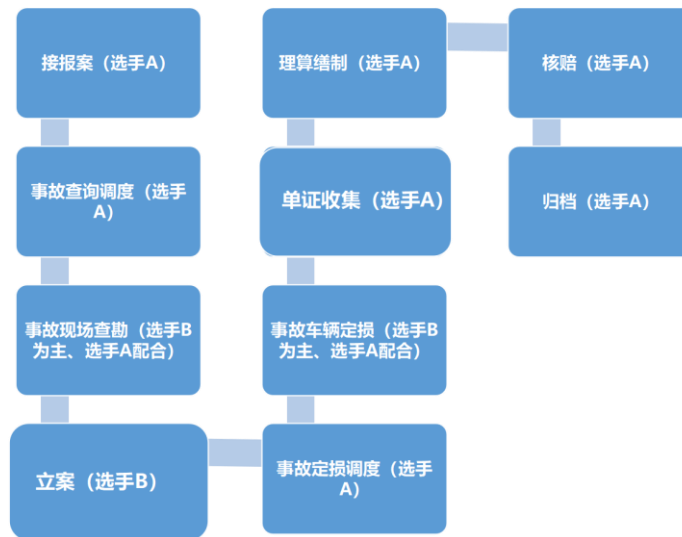 接报案（选手A）
事故查询调度（选手
A）
事故现场查勘（选手B
为主、选手A配合）
立案（选手B）
事故定损调度（选手
A）
事故车辆定损（选手B
为主、选手A配合）
单证收集（选手A）
理算缮制（选手A）
核赔（选手A）
归档（选手A）